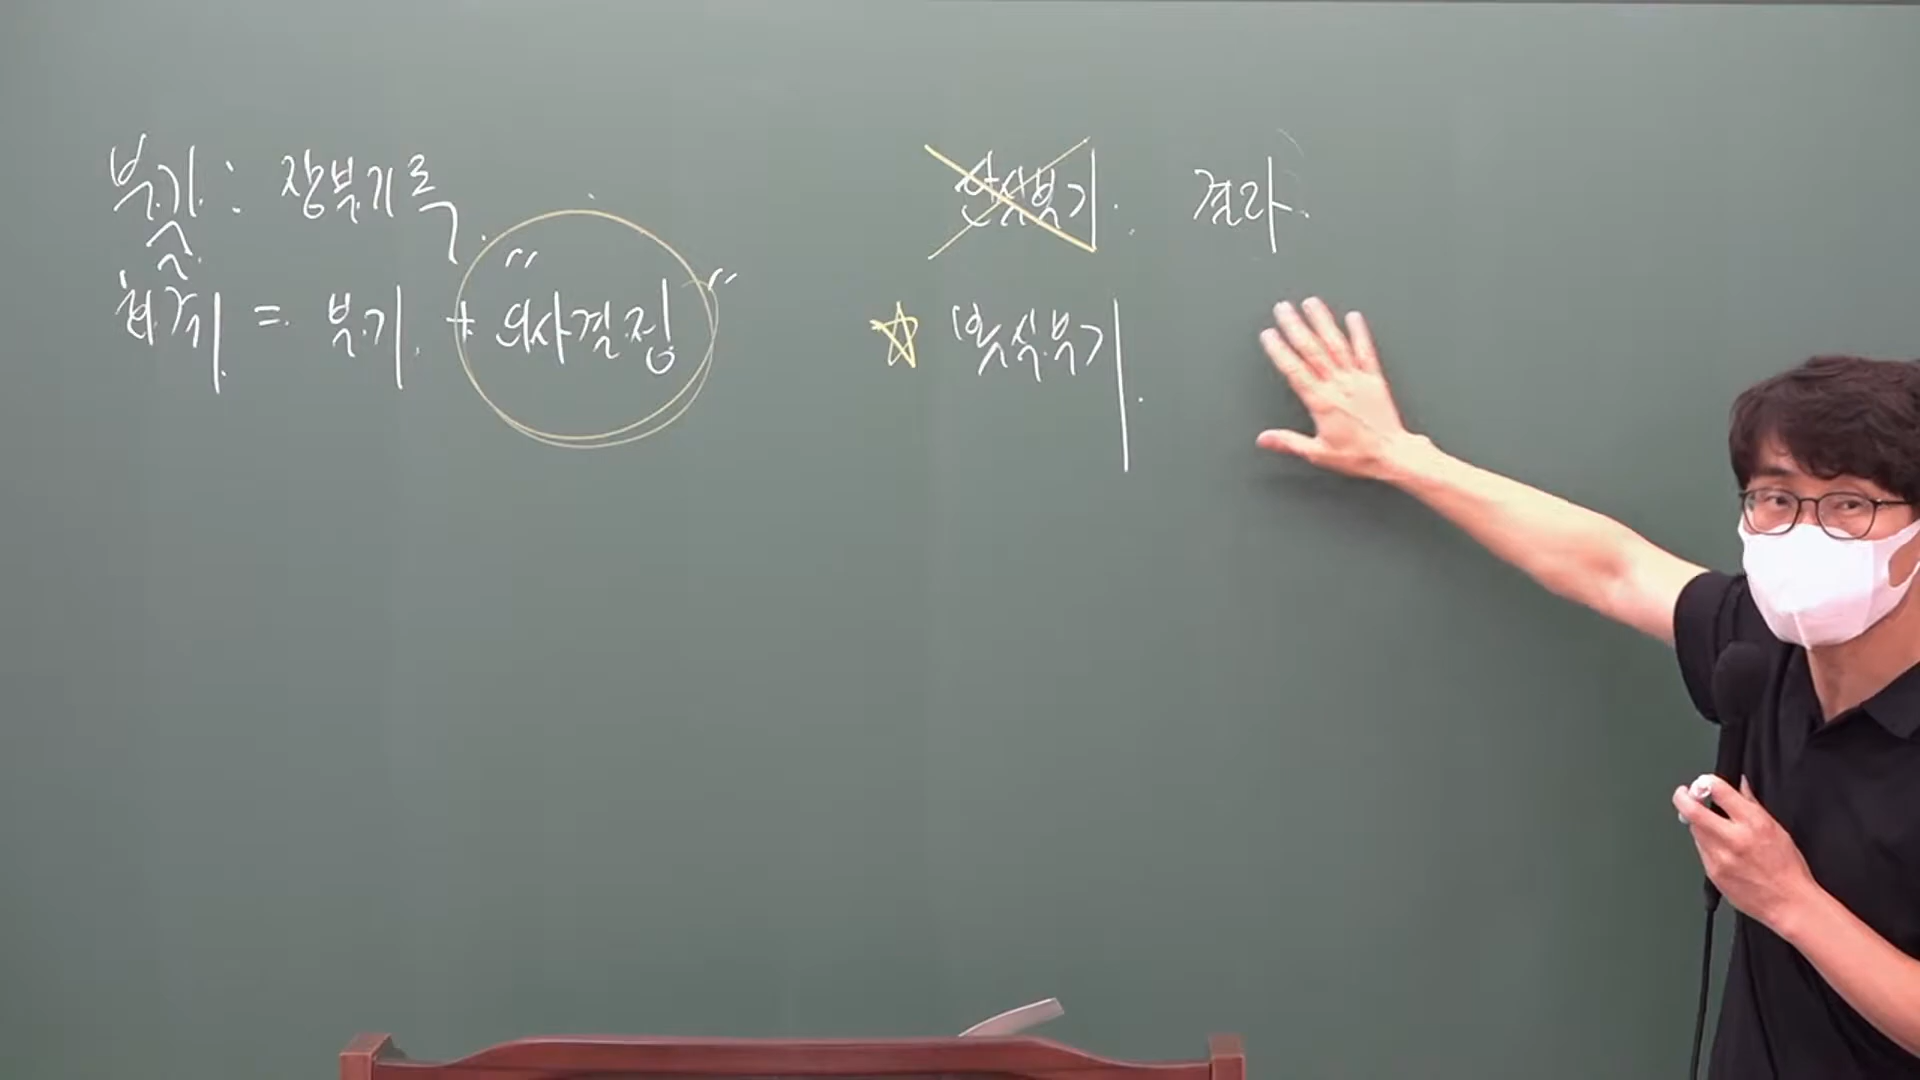 부기 : 장부기록.
∧
회계 = 부기. + "의사결정"
단식부기. 결과.
☆ 복식부기.